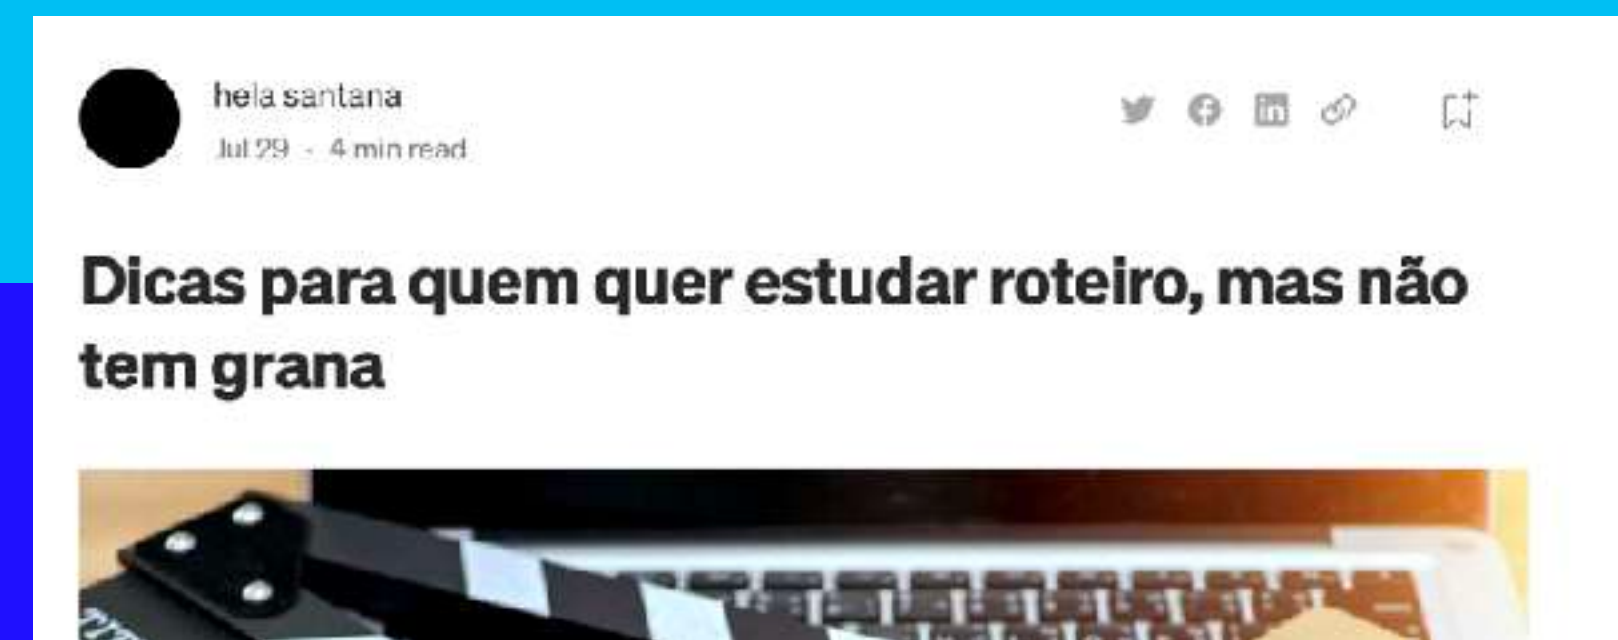 hela santana
Jul 29 · 4 min read
Dicas para quem quer estudar roteiro, mas não
tem grana